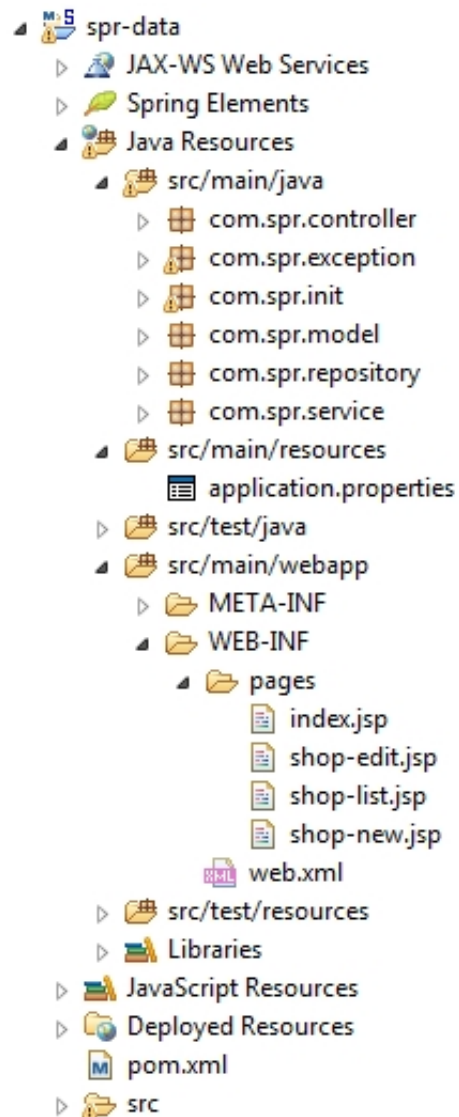 spr-data
JAX-WS Web Services
Spring Elements
Java Resources
src/main/java
com.spr.controller
com.spr.exception
com.spr.init
com.spr.model
com.spr.repository
com.spr.service
src/main/resources
application.properties
src/test/java
src/main/webapp
META-INF
WEB-INF
pages
index.jsp
shop-edit.jsp
shop-list.jsp
shop-new.jsp
web.xml
src/test/resources
Libraries
JavaScript Resources
Deployed Resources
pom.xml
src